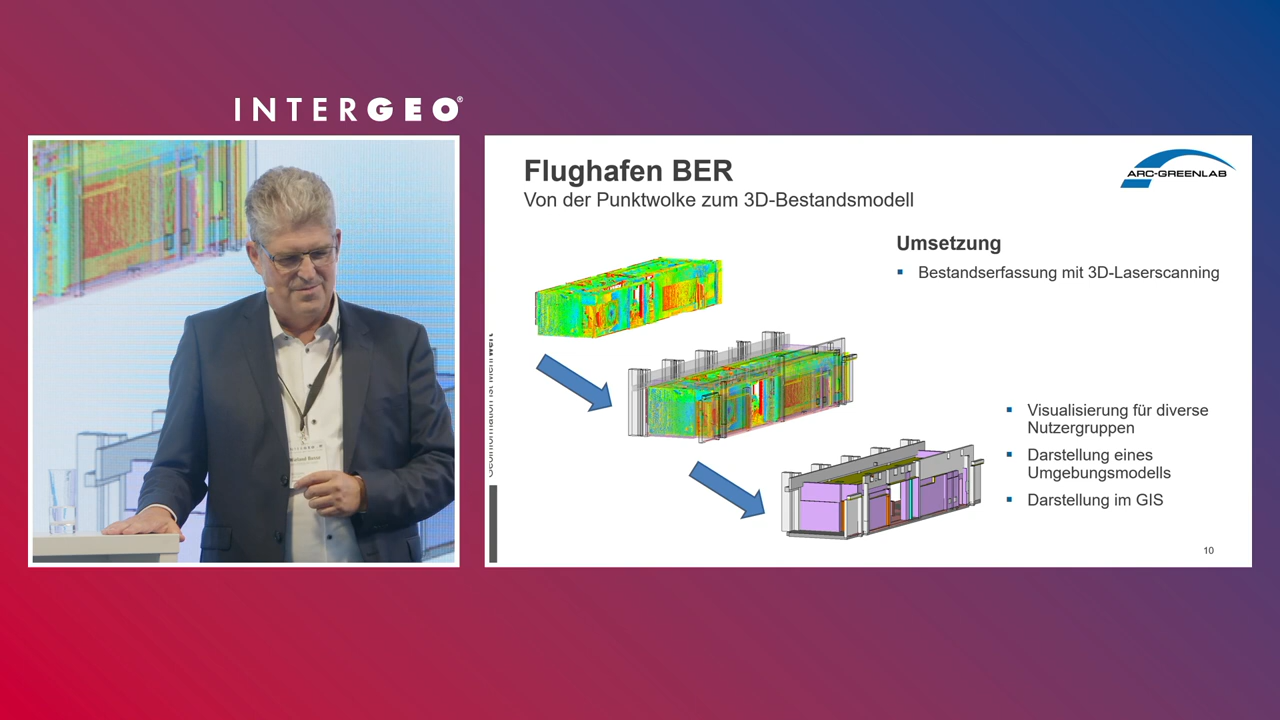 INTERGEO®
Flughafen BER
Von der Punktwolke zum 3D-Bestandsmodell
ARC-GREENLAB
Umsetzung
▪ Bestandserfassung mit 3D-Laserscanning
▪ Visualisierung für diverse
Nutzergruppen
▪ Darstellung eines
Umgebungsmodells
▪ Darstellung im GIS
10